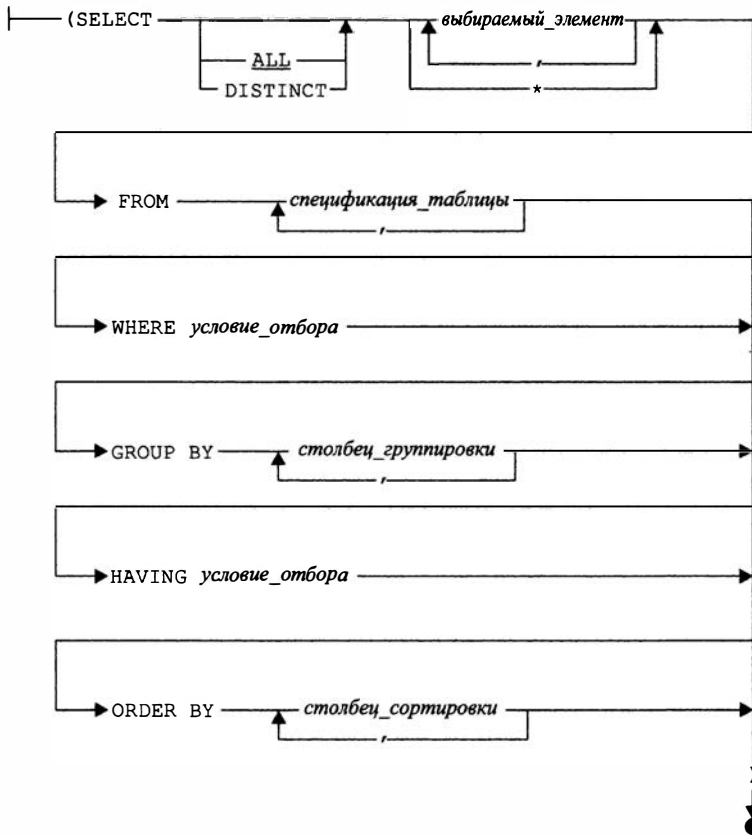 (SELECT выбираемый_элемент
ALL ,
DISTINCT *
FROM спецификация_таблицы
,
WHERE условие_отбора
GROUP BY столбец_группировки
,
HAVING условие_отбора
ORDER BY столбец_сортировки
,
)